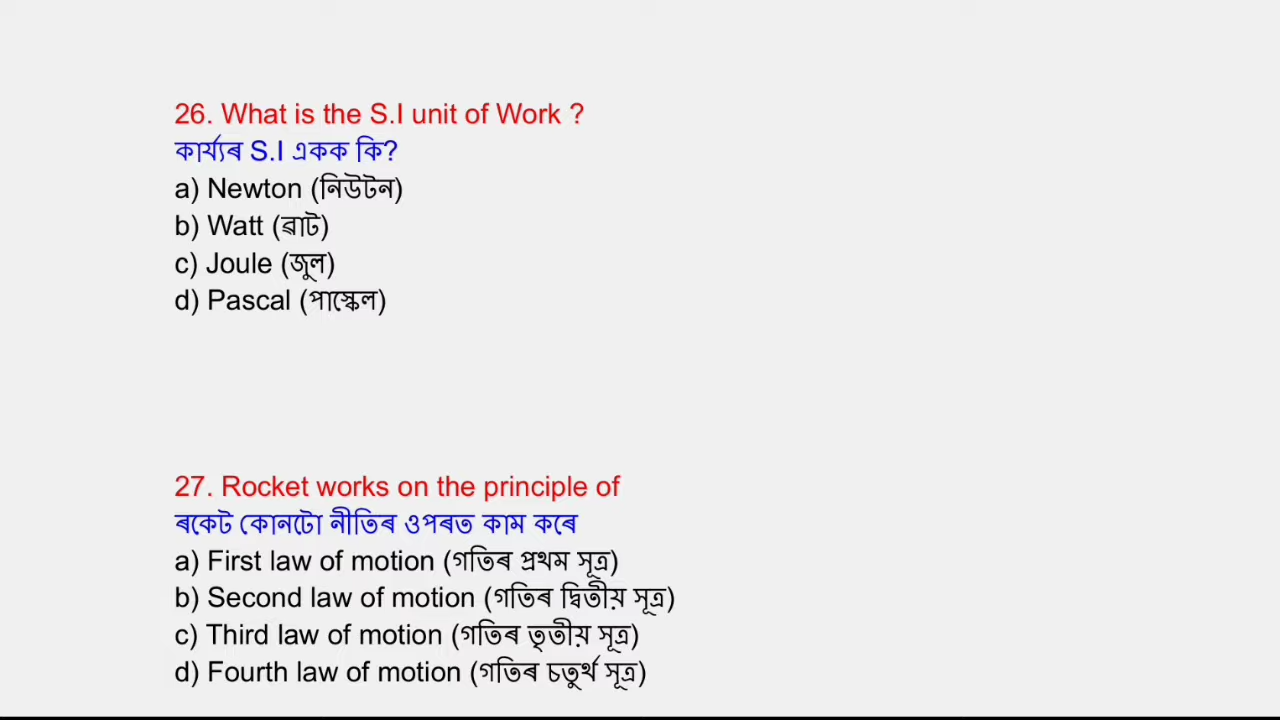 26. What is the S.I unit of Work ?
কাৰ্য্যৰ S.I একক কি?
a) Newton (নিউটন)
b) Watt (ৱাট)
c) Joule (জুল)
d) Pascal (পাস্কেল)
27. Rocket works on the principle of
ৰকেট কোনটো নীতিৰ ওপৰত কাম কৰে
a) First law of motion (গতিৰ প্ৰথম সূত্ৰ)
b) Second law of motion (গতিৰ দ্বিতীয় সূত্ৰ)
c) Third law of motion (গতিৰ তৃতীয় সূত্ৰ)
d) Fourth law of motion (গতিৰ চতুৰ্থ সূত্ৰ)